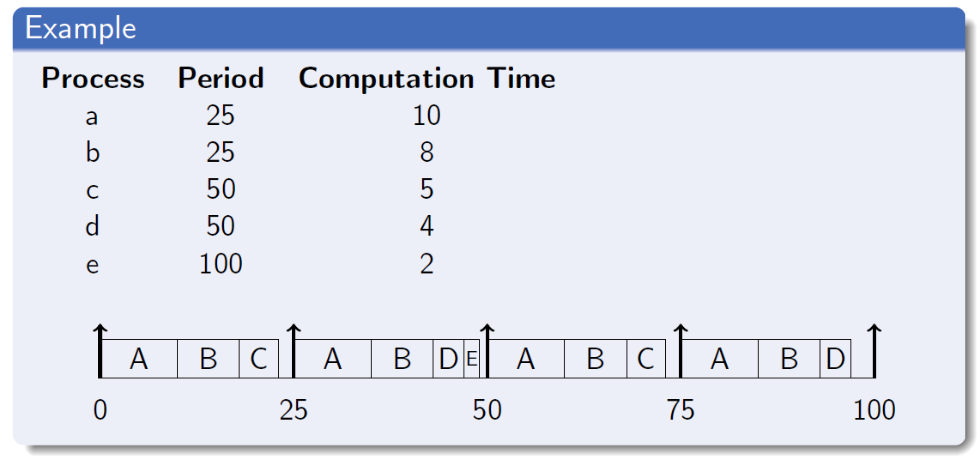 Example
Process Period Computation Time
a 25 10
b 25 8
c 50 5
d 50 4
e 100 2
A B C A B D E A B C A B D
0 25 50 75 100